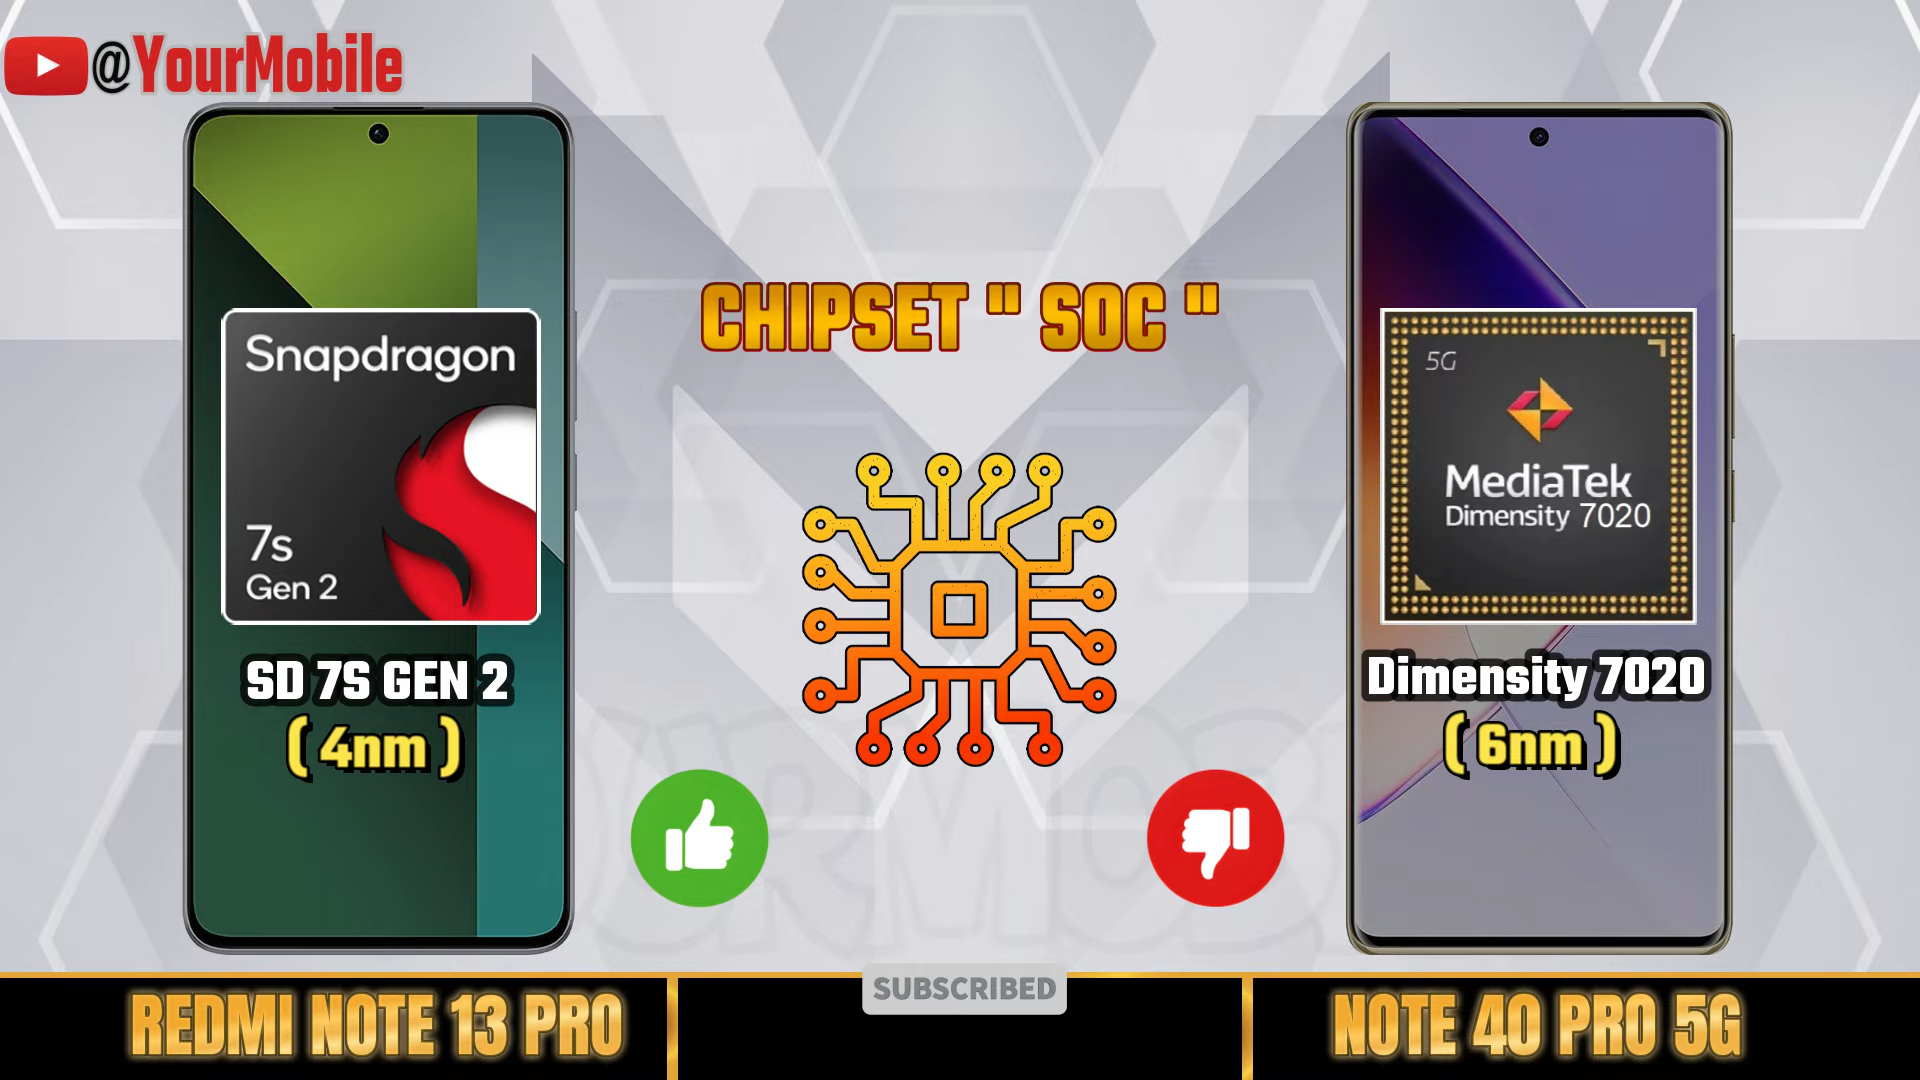 @YourMobile
CHIPSET " SOC "
Snapdragon
7s
Gen 2
SD 7S GEN 2
( 4nm )
5G
MediaTek
Dimensity 7020
Dimensity 7020
( 6nm )
SUBSCRIBED
REDMI NOTE 13 PRO
NOTE 40 PRO 5G